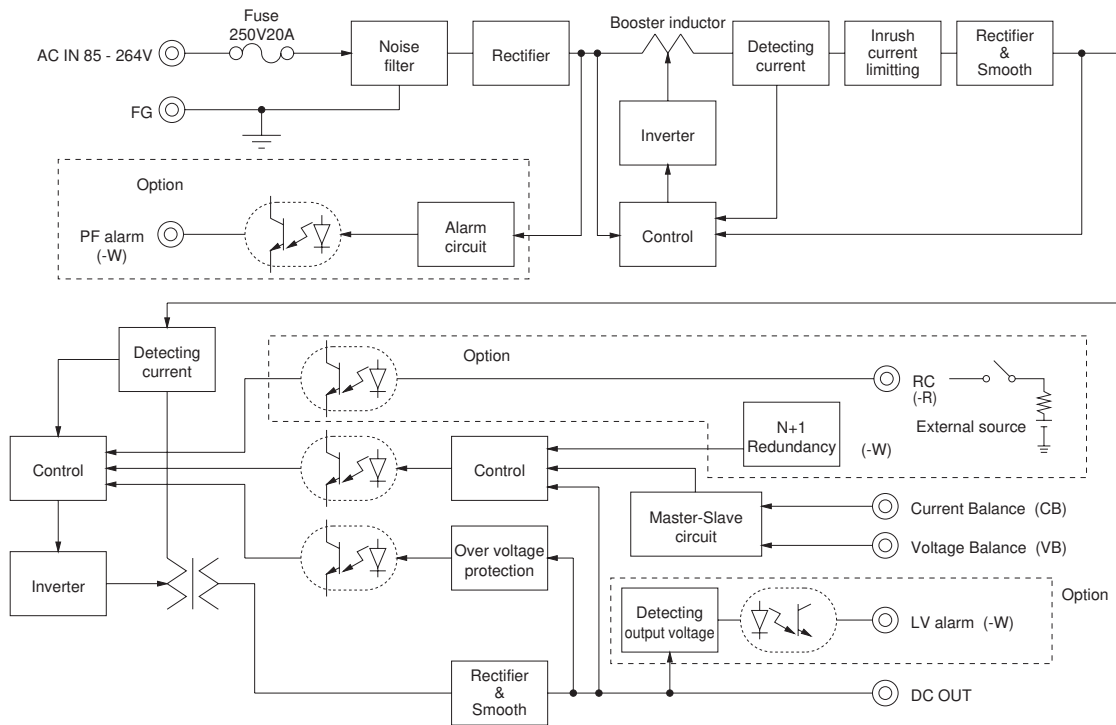 Fuse
250V20A
AC IN 85 - 264V
Noise
filter
Rectifier
Booster inductor
Detecting
current
Inrush
current
limitting
Rectifier
&
Smooth
FG
Inverter
Option
PF alarm
(-W)
Alarm
circuit
Control
Detecting
current
Option
RC
(-R)
External source
N+1
Redundancy
(-W)
Control
Control
Master-Slave
circuit
Current Balance (CB)
Voltage Balance (VB)
Inverter
Over voltage
protection
Option
Detecting
output voltage
LV alarm (-W)
Rectifier
&
Smooth
DC OUT